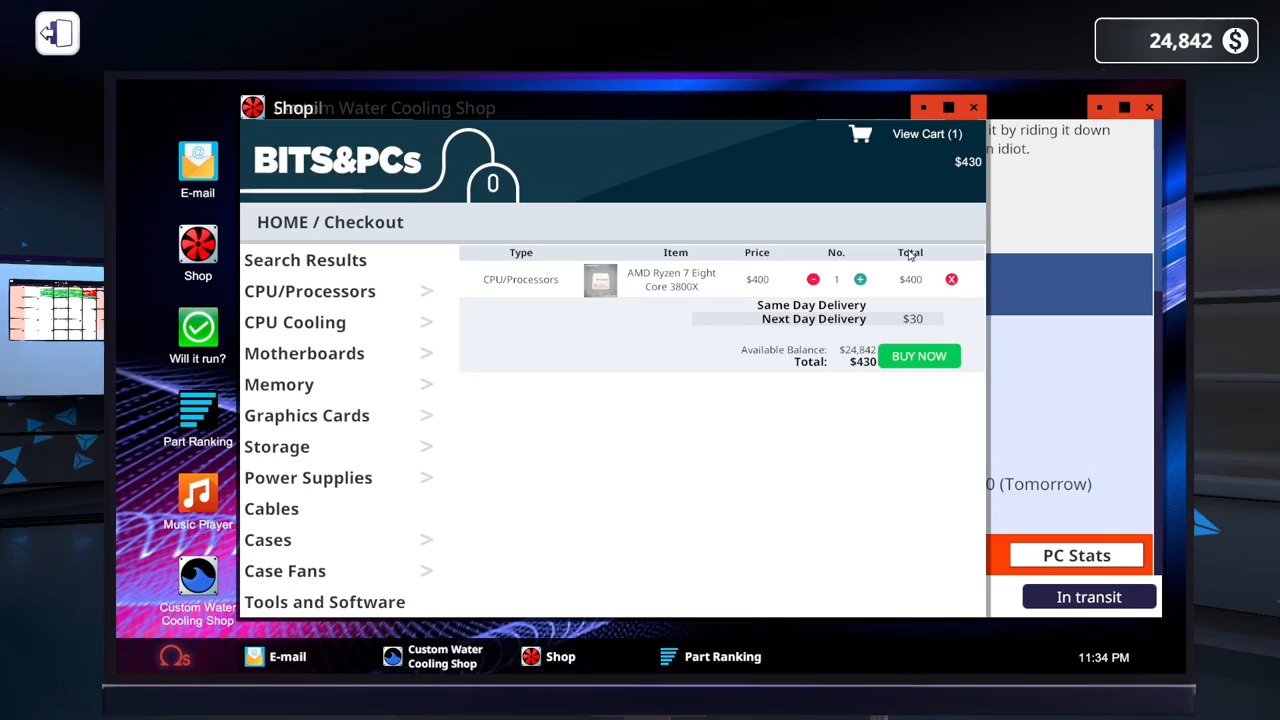 24,842 $
Shop
Custom Water Cooling Shop
BITS&PCs
View Cart (1)
$430
it by riding it down
n idiot.
HOME / Checkout
E-mail
Shop
Will it run?
Part Ranking
Music Player
Custom Water
Cooling Shop
Search Results
CPU/Processors >
CPU Cooling >
Motherboards >
Memory >
Graphics Cards >
Storage >
Power Supplies >
Cables
Cases >
Case Fans >
Tools and Software
Type Item Price No. Total
CPU/Processors AMD Ryzen 7 Eight
Core 3800X $400 1 $400
Same Day Delivery
Next Day Delivery $30
Available Balance: $24,842
Total: $430
BUY NOW
0 (Tomorrow)
PC Stats
In transit
E-mail
Custom Water
Cooling Shop
Shop
Part Ranking
11:34 PM